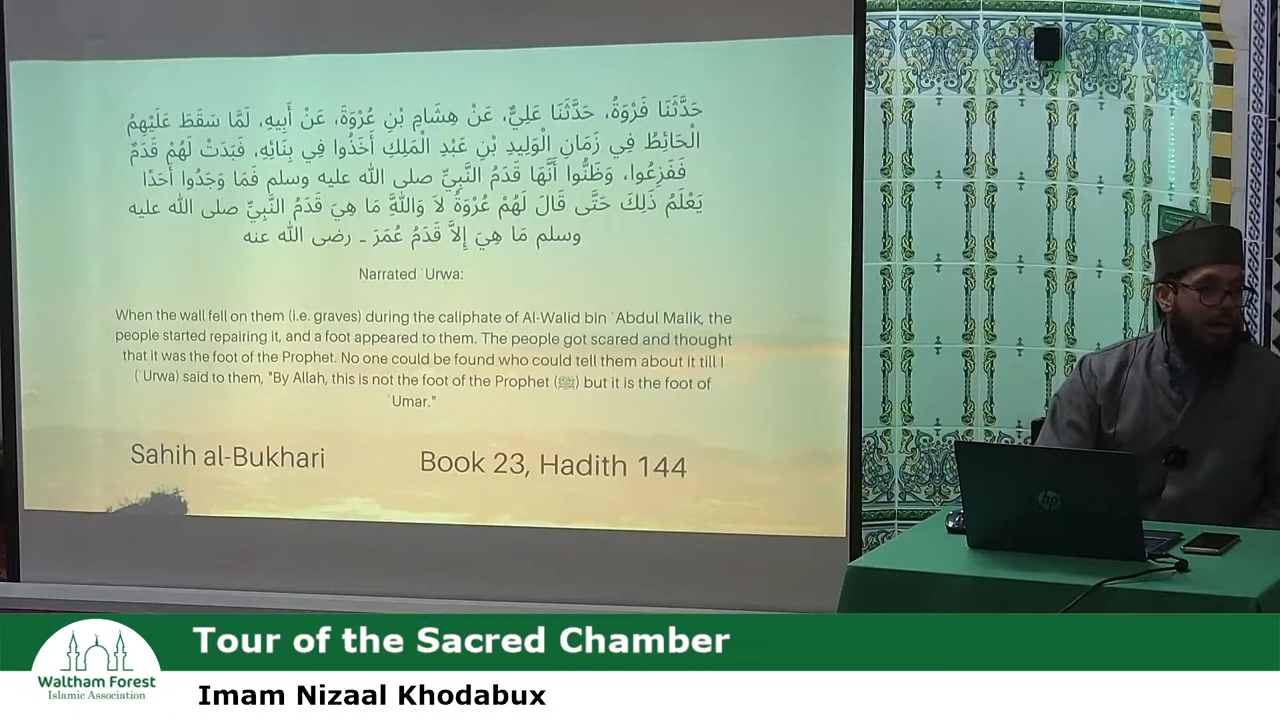 حَدَّثَنَا فَرْوَةُ، حَدَّثَنَا عَلِيٌّ، عَنْ هِشَامِ بْنِ عُرْوَةَ، عَنْ أَبِيهِ، لَمَّا سَقَطَ عَلَيْهِمُ
الْحَائِطُ فِي زَمَانِ الْوَلِيدِ بْنِ عَبْدِ الْمَلِكِ أَخَذُوا فِي بِنَائِهِ، فَبَدَتْ لَهُمْ قَدَمٌ
فَفَزِعُوا، وَظَنُّوا أَنَّهَا قَدَمُ النَّبِيِّ صلى الله عليه وسلم فَمَا وَجَدُوا أَحَدًا
يَعْلَمُ ذَلِكَ حَتَّى قَالَ لَهُمْ عُرْوَةُ لاَ وَاللَّهِ مَا هِيَ قَدَمُ النَّبِيِّ صلى الله عليه
وسلم مَا هِيَ إِلاَّ قَدَمُ عُمَرَ ـ رضى الله عنه
Narrated `Urwa:
When the wall fell on them (i.e. graves) during the caliphate of Al-Walid bin `Abdul Malik, the
people started repairing it, and a foot appeared to them. The people got scared and thought
that it was the foot of the Prophet. No one could be found who could tell them about it till I
(`Urwa) said to them, "By Allah, this is not the foot of the Prophet (ﷺ) but it is the foot of
`Umar."
Sahih al-Bukhari Book 23, Hadith 144
hp
Tour of the Sacred Chamber
Waltham Forest
Islamic Association
Imam Nizaal Khodabux